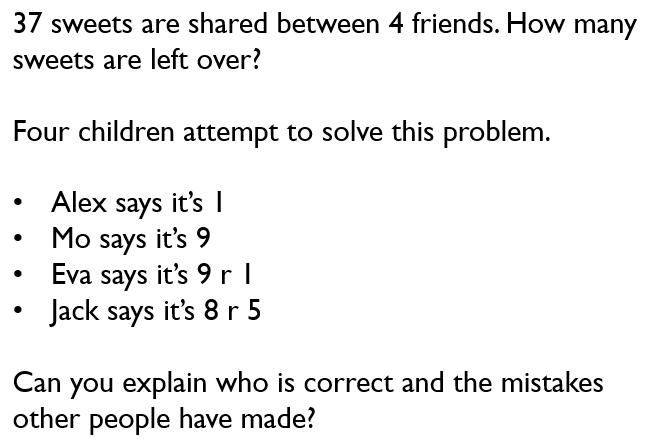 37 sweets are shared between 4 friends. How many
sweets are left over?
Four children attempt to solve this problem.
• Alex says it's 1
• Mo says it's 9
• Eva says it's 9 r 1
• Jack says it's 8 r 5
Can you explain who is correct and the mistakes
other people have made?